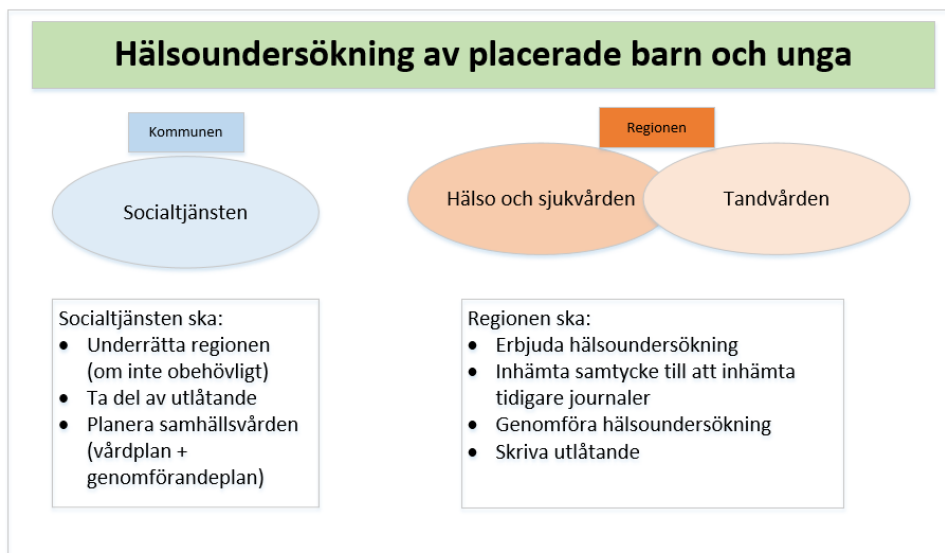 Hälsoundersökning av placerade barn och unga
Kommunen
Socialtjänsten
Regionen
Hälso och sjukvården
Tandvården
Socialtjänsten ska:
• Underrätta regionen
(om inte obehövligt)
• Ta del av utlåtande
• Planera samhällsvården
(vårdplan +
genomförandeplan)
Regionen ska:
• Erbjuda hälsoundersökning
• Inhämta samtycke till att inhämta
tidigare journaler
• Genomföra hälsoundersökning
• Skriva utlåtande